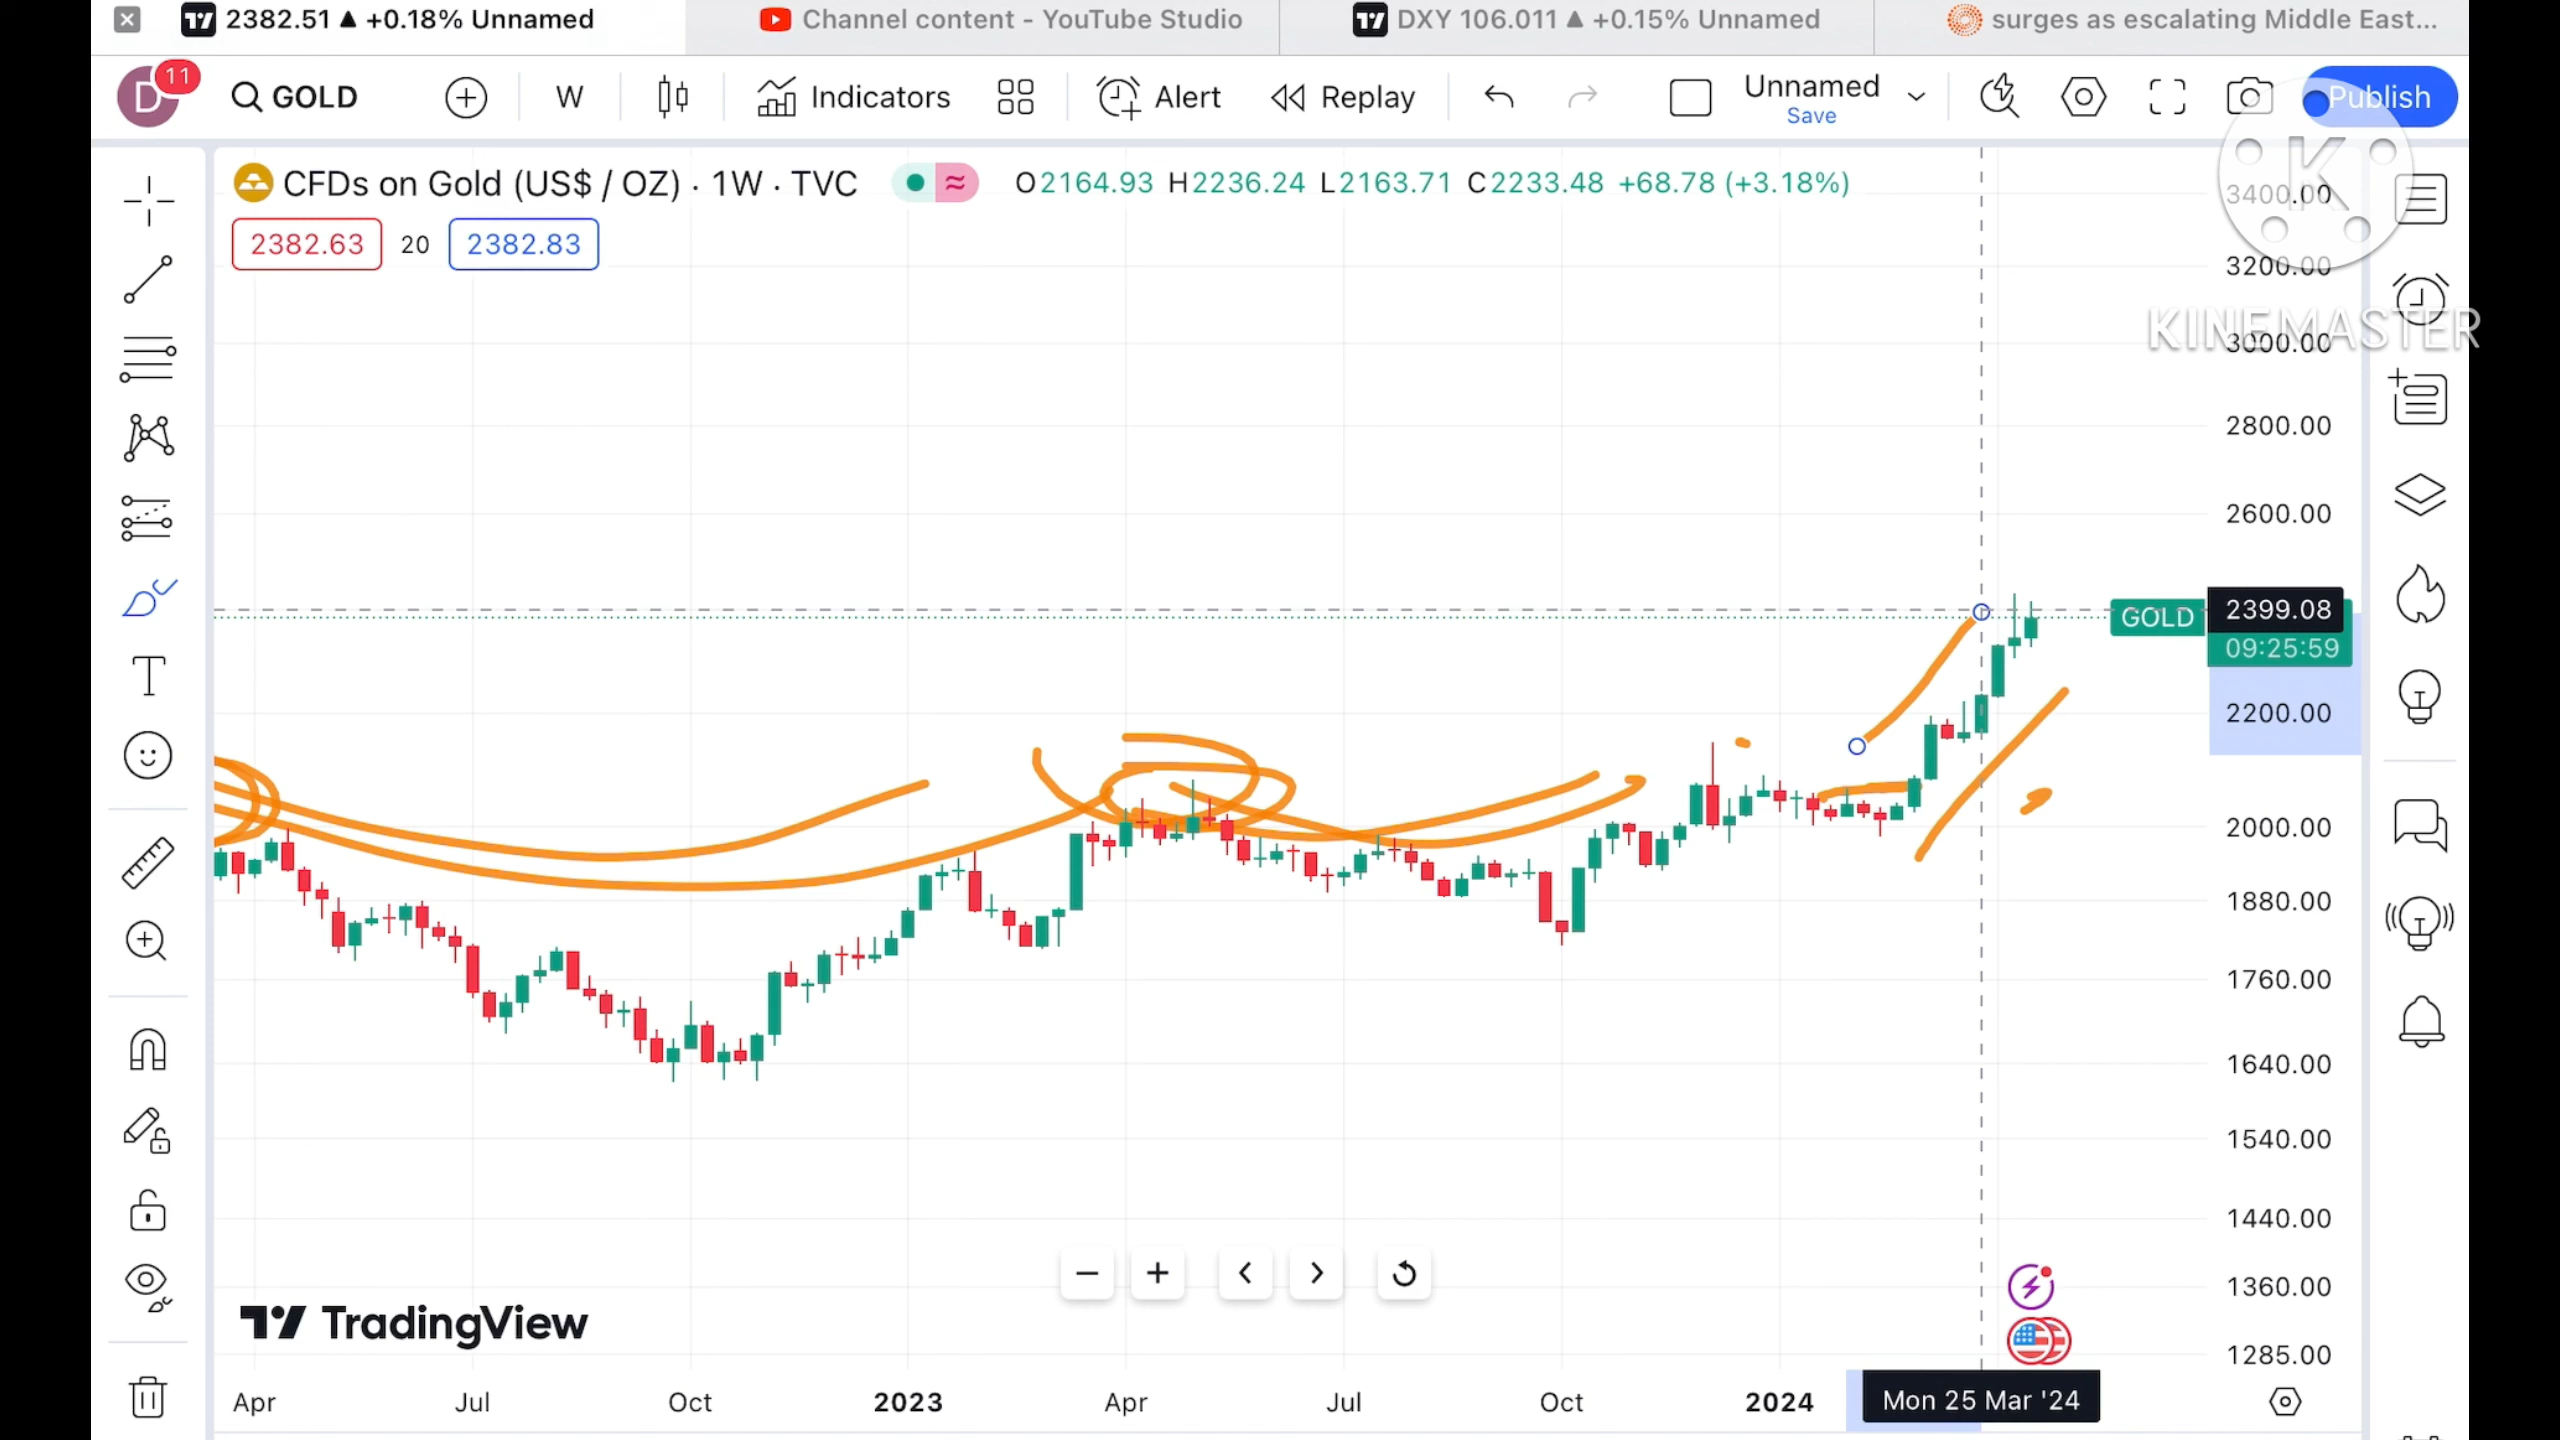 2382.51 ▲ +0.18% Unnamed
Channel content - YouTube Studio
DXY 106.011 ▲ +0.15% Unnamed
surges as escalating Middle East...
D 11
GOLD
W
Indicators
Alert
Replay
Unnamed
Save
Publish
CFDs on Gold (US$ / OZ) · 1W · TVC
O2164.93 H2236.24 L2163.71 C2233.48 +68.78 (+3.18%)
2382.63 20 2382.83
K
KINEMASTER
3400.00
3200.00
3000.00
2800.00
2600.00
GOLD 2399.08
09:25:59
2200.00
2000.00
1880.00
1760.00
1640.00
1540.00
1440.00
1360.00
1285.00
TradingView
Apr Jul Oct 2023 Apr Jul Oct 2024 Mon 25 Mar '24